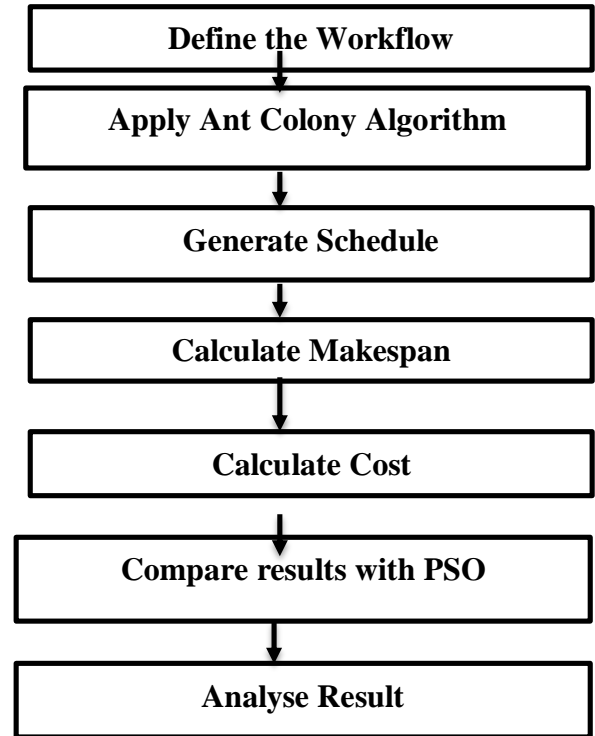 Define the Workflow
Apply Ant Colony Algorithm
Generate Schedule
Calculate Makespan
Calculate Cost
Compare results with PSO
Analyse Result